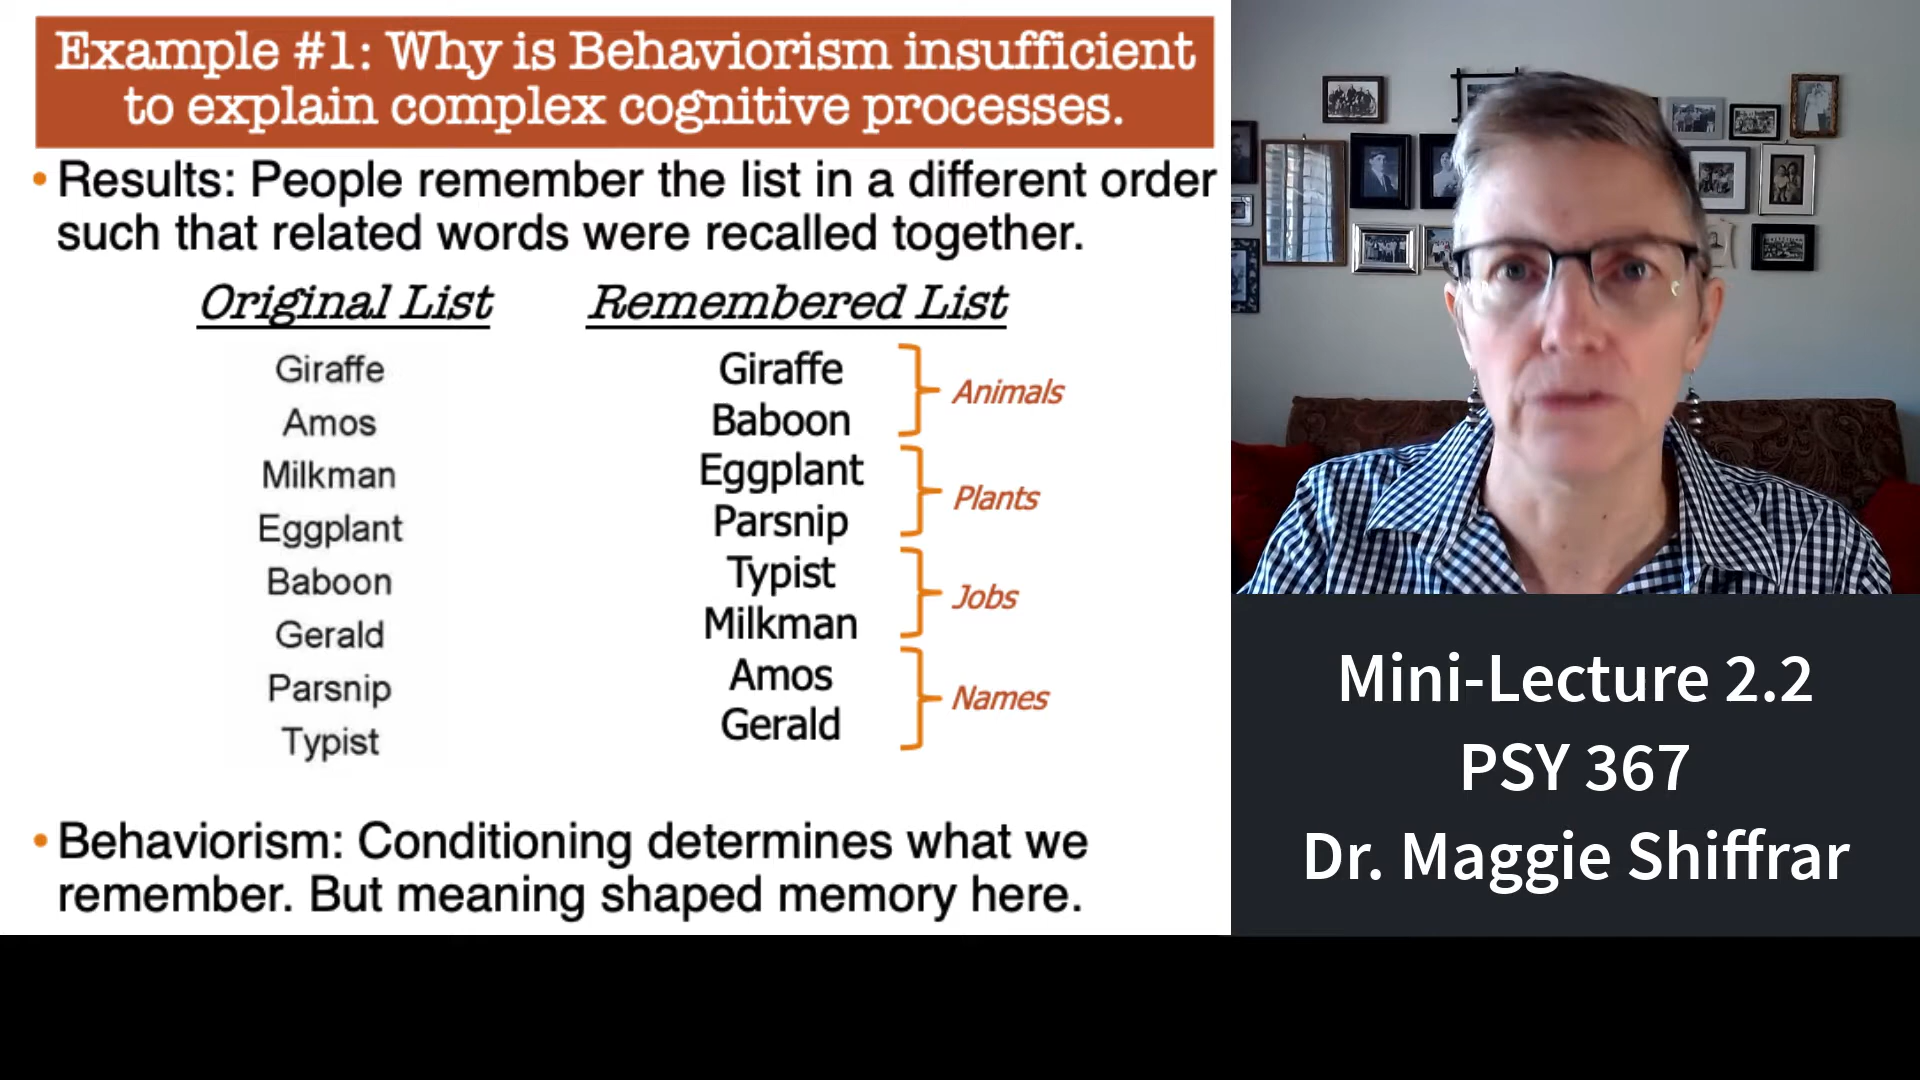 Example #1: Why is Behaviorism insufficient
to explain complex cognitive processes.
• Results: People remember the list in a different order
such that related words were recalled together.
Original List
Giraffe
Amos
Milkman
Eggplant
Baboon
Gerald
Parsnip
Typist
Remembered List
Giraffe
Baboon
Animals
Eggplant
Parsnip
Plants
Typist
Milkman
Jobs
Amos
Gerald
Names
• Behaviorism: Conditioning determines what we
remember. But meaning shaped memory here.
Mini-Lecture 2.2
PSY 367
Dr. Maggie Shiffrar